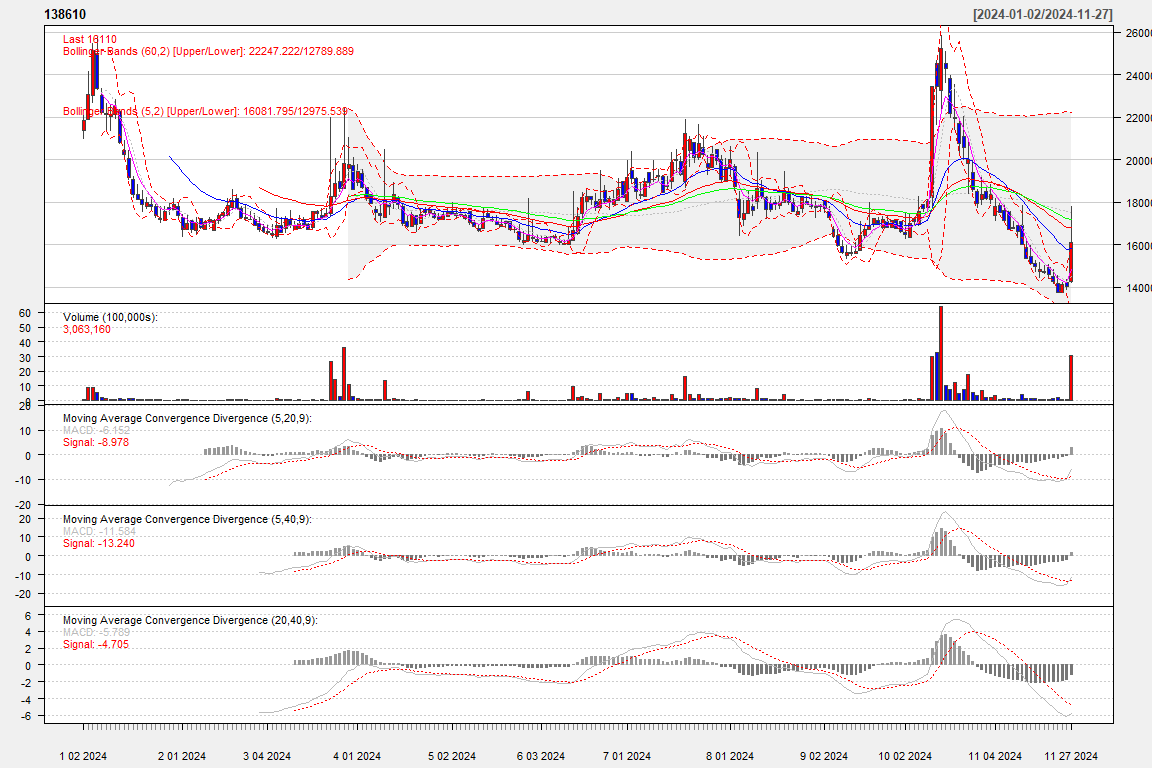 138610 [2024-01-02/2024-11-27]
Last 16110
Bollinger Bands (60,2) [Upper/Lower]: 22247.222/12789.889
Bollinger Bands (5,2) [Upper/Lower]: 16081.795/12975.539
26000
24000
22000
20000
18000
16000
14000
Volume (100,000s):
3,063,160
60
50
40
30
20
10
0
Moving Average Convergence Divergence (5,20,9):
MACD: -6.152
Signal: -8.978
20
10
0
-10
-20
Moving Average Convergence Divergence (5,40,9):
MACD: -11.584
Signal: -13.240
20
10
0
-10
-20
Moving Average Convergence Divergence (20,40,9):
MACD: -5.789
Signal: -4.705
6
4
2
0
-2
-4
-6
1 02 2024 2 01 2024 3 04 2024 4 01 2024 5 02 2024 6 03 2024 7 01 2024 8 01 2024 9 02 2024 10 02 2024 11 04 2024 11 27 2024